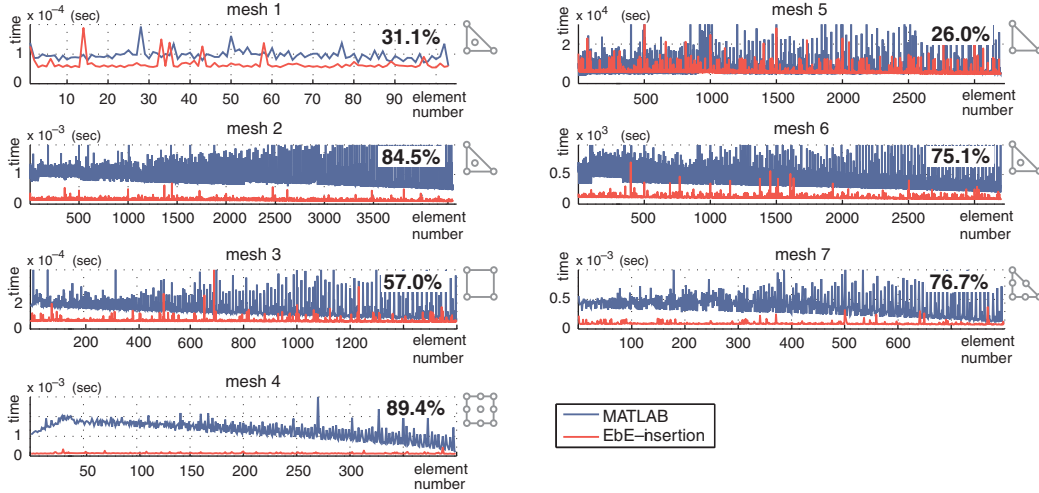 mesh 1
x 10⁻⁴ (sec)
time
1
0
31.1%
10 20 30 40 50 60 70 80 90 element
number
mesh 2
x 10⁻³ (sec)
time
1
0
84.5%
500 1000 1500 2000 2500 3000 3500 element
number
mesh 3
x 10⁻⁴ (sec)
time
2
0
57.0%
200 400 600 800 1000 1200 element
number
mesh 4
x 10⁻³ (sec)
time
1
0
89.4%
50 100 150 200 250 300 element
number
mesh 5
x 10⁴ (sec)
time
2
0
26.0%
500 1000 1500 2000 2500 element
number
mesh 6
x 10³ (sec)
time
0.5
0
75.1%
500 1000 1500 2000 2500 element
number
mesh 7
x 10⁻³ (sec)
time
0.5
0
76.7%
100 200 300 400 500 600 700 element
number
MATLAB
EbE–insertion